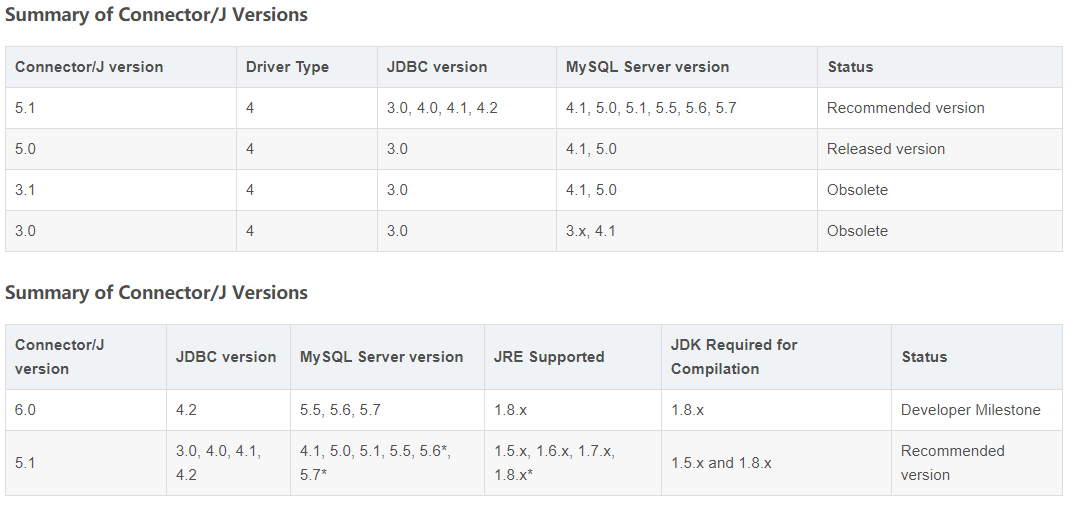 Summary of Connector/J Versions
Connector/J version Driver Type JDBC version MySQL Server version Status
5.1 4 3.0, 4.0, 4.1, 4.2 4.1, 5.0, 5.1, 5.5, 5.6, 5.7 Recommended version
5.0 4 3.0 4.1, 5.0 Released version
3.1 4 3.0 4.1, 5.0 Obsolete
3.0 4 3.0 3.x, 4.1 Obsolete
Summary of Connector/J Versions
Connector/J
version
JDBC version
MySQL Server version
JRE Supported
JDK Required for
Compilation
Status
6.0 4.2 5.5, 5.6, 5.7 1.8.x 1.8.x Developer Milestone
5.1
3.0, 4.0, 4.1,
4.2
4.1, 5.0, 5.1, 5.5, 5.6*,
5.7*
1.5.x, 1.6.x, 1.7.x,
1.8.x*
1.5.x and 1.8.x
Recommended
version